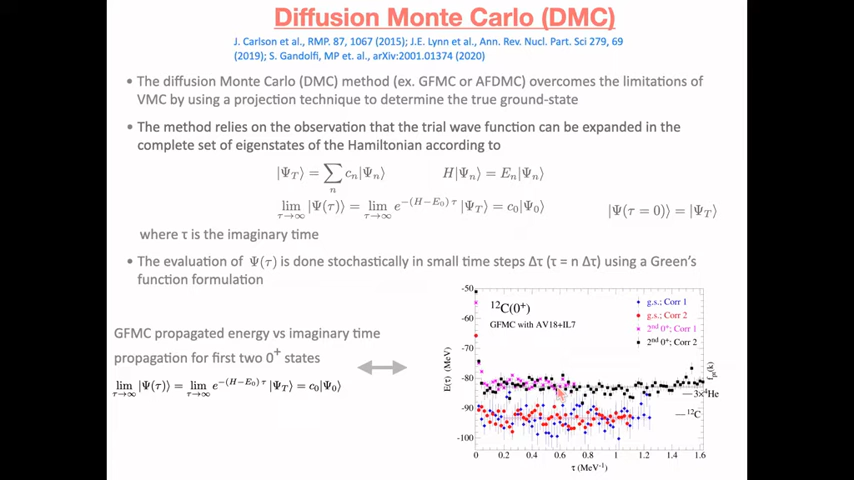 Diffusion Monte Carlo (DMC)
J. Carlson et al., RMP. 87, 1067 (2015); J.E. Lynn et al., Ann. Rev. Nucl. Part. Sci 279, 69
(2019); S. Gandolfi, MP et. al., arXiv:2001.01374 (2020)
• The diffusion Monte Carlo (DMC) method (ex. GFMC or AFDMC) overcomes the limitations of
VMC by using a projection technique to determine the true ground-state
• The method relies on the observation that the trial wave function can be expanded in the
complete set of eigenstates of the Hamiltonian according to
|Ψ_T⟩ = ∑_n c_n|Ψ_n⟩ H|Ψ_n⟩ = E_n|Ψ_n⟩
lim_{τ→∞} |Ψ(τ)⟩ = lim_{τ→∞} e^{−(H−E_0)τ} |Ψ_T⟩ = c_0|Ψ_0⟩ |Ψ(τ = 0)⟩ = |Ψ_T⟩
where τ is the imaginary time
• The evaluation of Ψ(τ) is done stochastically in small time steps Δτ (τ = n Δτ) using a Green's
function formulation
GFMC propagated energy vs imaginary time
propagation for first two 0⁺ states
lim_{τ→∞} |Ψ(τ)⟩ = lim_{τ→∞} e^{−(H−E_0)τ} |Ψ_T⟩ = c_0|Ψ_0⟩
-50
-60
-70
-80
-90
-100
E(τ) (MeV)
¹²C(0⁺)
GFMC with AV18+IL7
g.s.; Corr 1
g.s.; Corr 2
2nd 0⁺; Corr 1
2nd 0⁺; Corr 2
f_pt(k)
3×⁴He
¹²C
0 0.2 0.4 0.6 0.8 1.0 1.2 1.4 1.6
τ (MeV⁻¹)